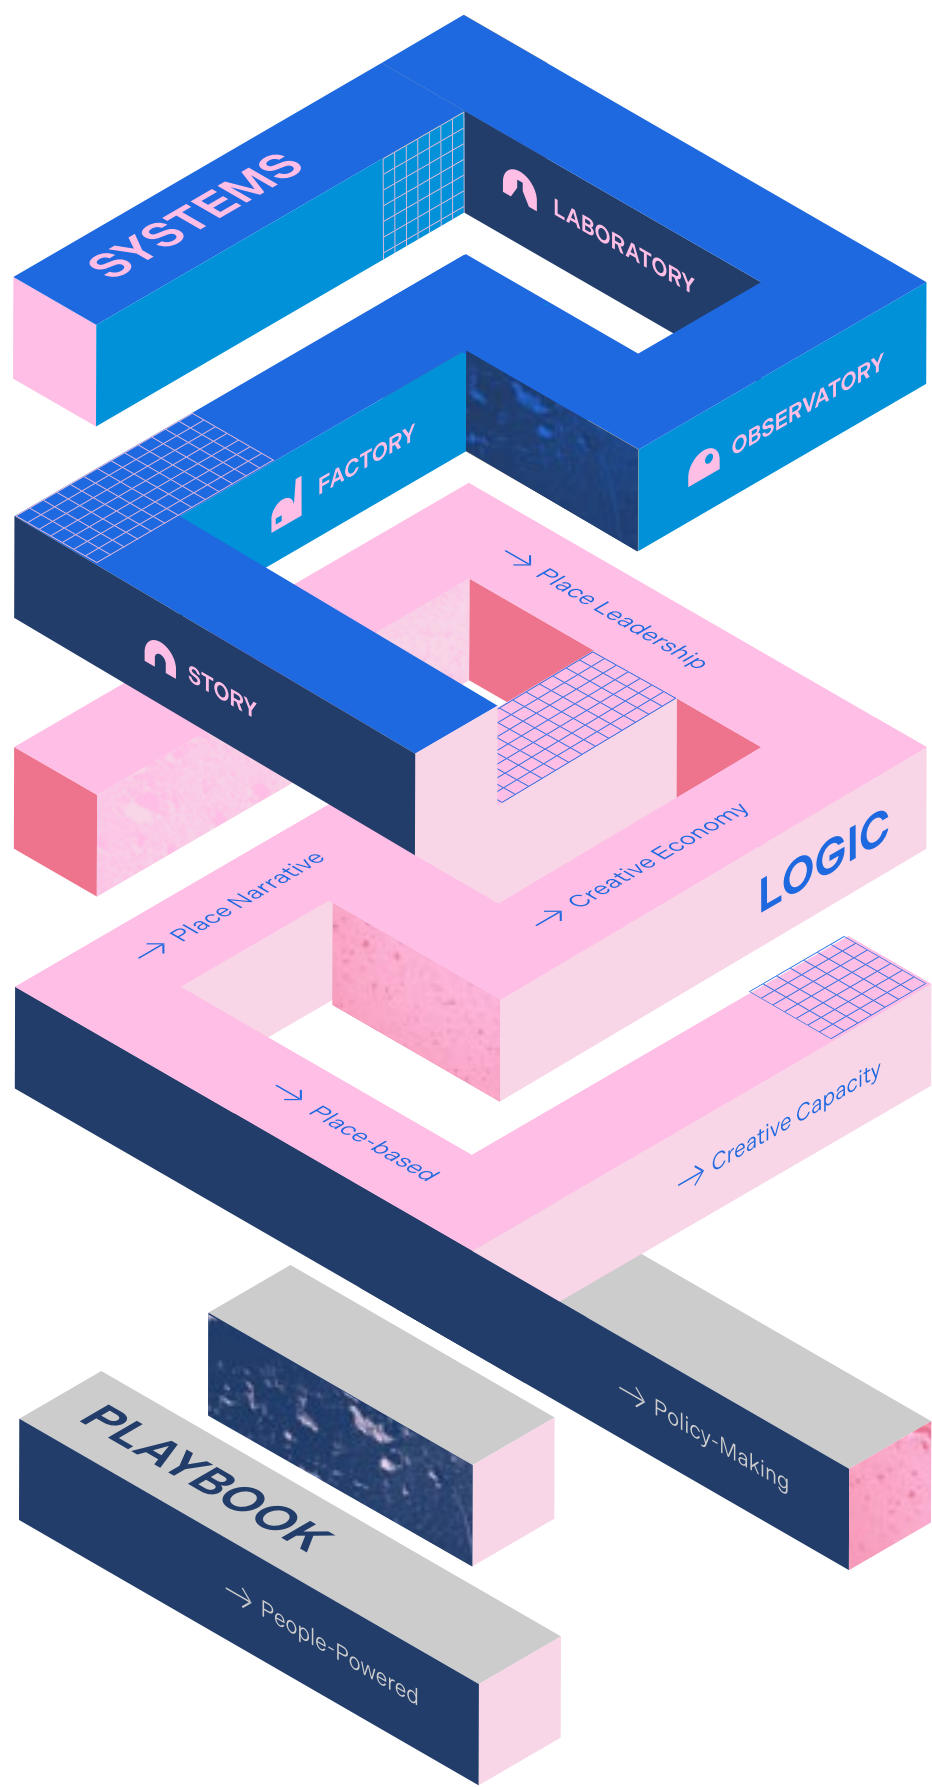 SYSTEMS
LABORATORY
OBSERVATORY
FACTORY
→ Place Leadership
STORY
→ Creative Economy
LOGIC
→ Place Narrative
→ Creative Capacity
→ Place-based
→ Policy-Making
PLAYBOOK
→ People-Powered